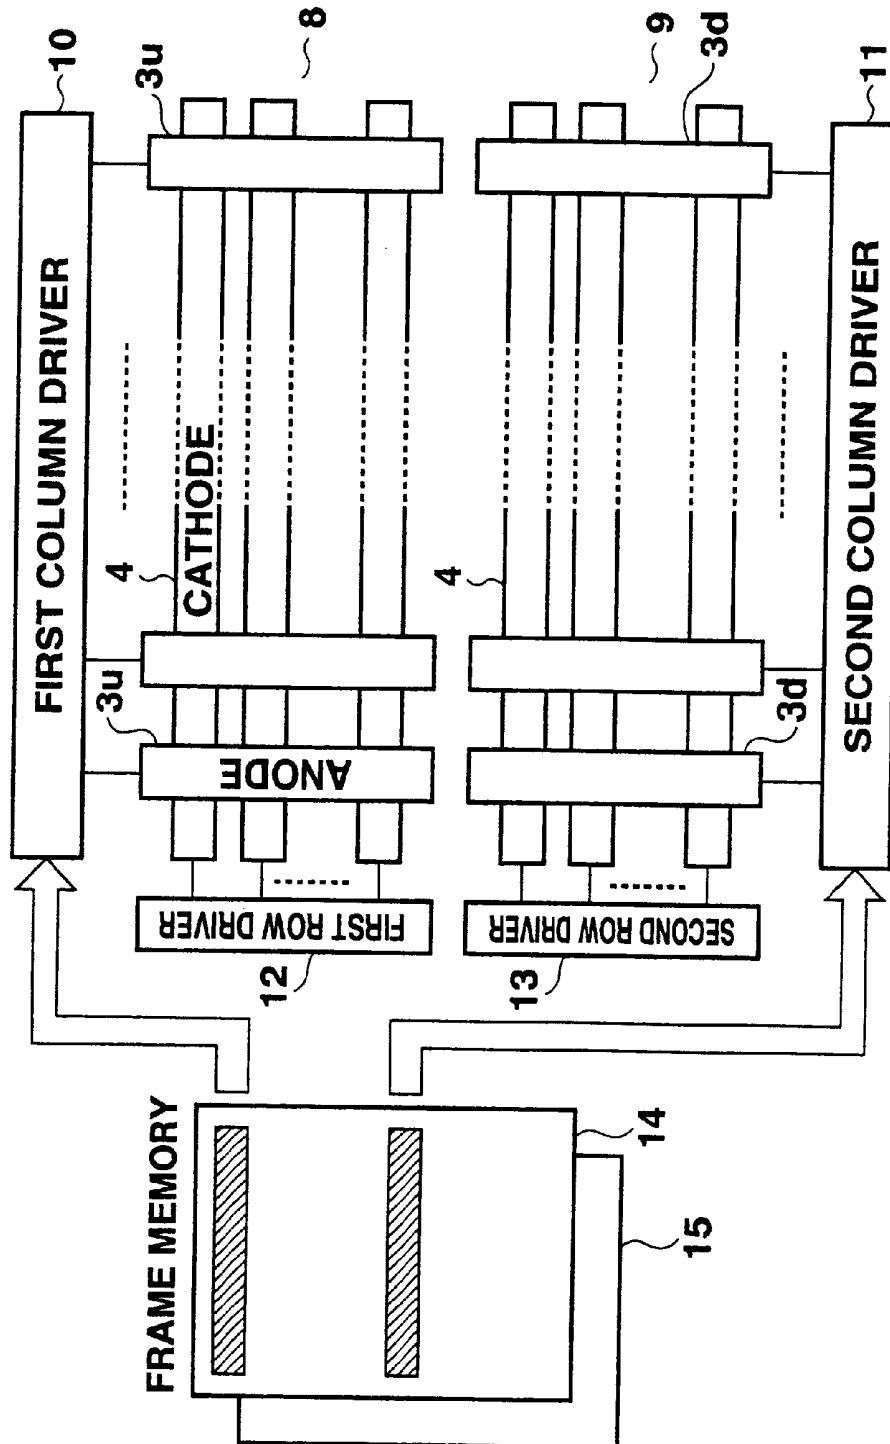 10
FIRST COLUMN DRIVER
3u
3u
8
4
CATHODE
ANODE
FIRST ROW DRIVER
12
FRAME MEMORY
14
15
SECOND ROW DRIVER
13
4
3d
3d
9
SECOND COLUMN DRIVER
11